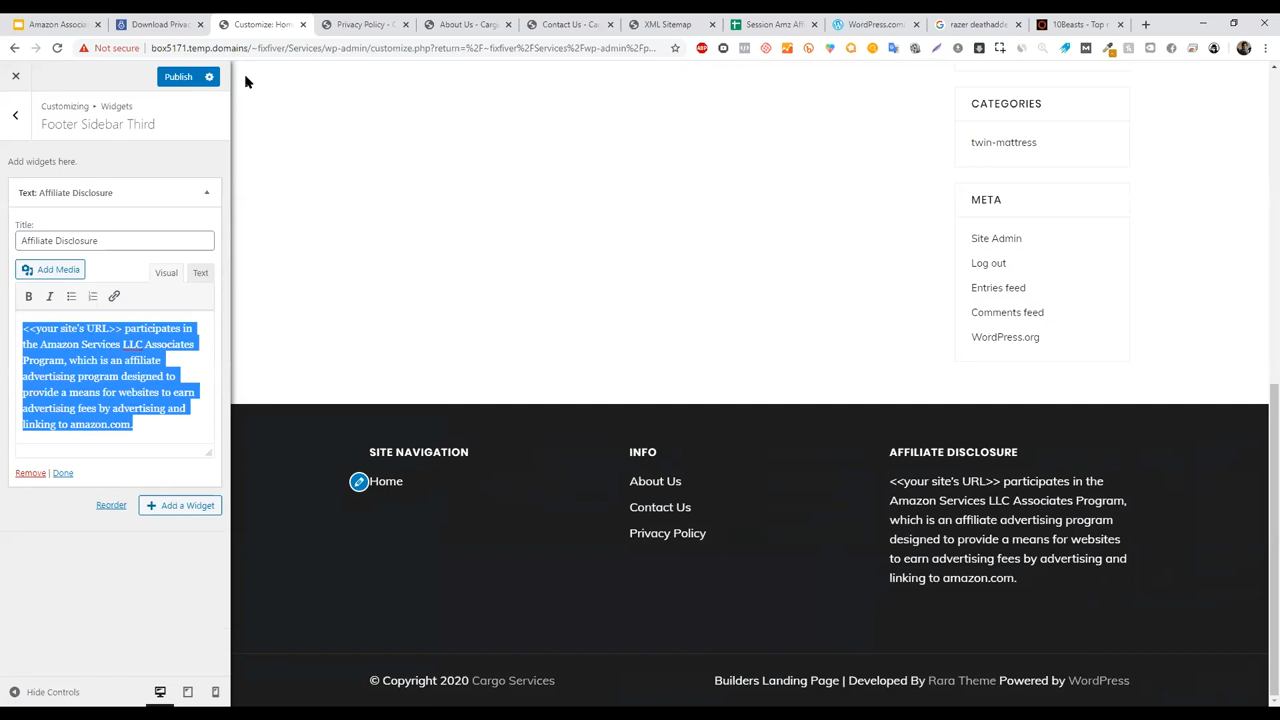 Amazon Associa
Download Priva
Customize: Hom
Privacy Policy - C
About Us - Cargo
Contact Us - Car
XML Sitemap
Session Amz Aff
WordPress.com
razer deathadde
10Beasts - Top r
Not secure
box5171.temp.domains/~fixfiver/Services/wp-admin/customize.php?return=%2F~fixfiver%2FServices%2Fwp-admin%2Fp...
Publish
Customizing • Widgets
Footer Sidebar Third
Add widgets here.
Text: Affiliate Disclosure
Title:
Affiliate Disclosure
Add Media
Visual
Text
B I
<<your site's URL>> participates in
the Amazon Services LLC Associates
Program, which is an affiliate
advertising program designed to
provide a means for websites to earn
advertising fees by advertising and
linking to amazon.com.
Remove | Done
Reorder
Add a Widget
Hide Controls
CATEGORIES
twin-mattress
META
Site Admin
Log out
Entries feed
Comments feed
WordPress.org
SITE NAVIGATION
Home
INFO
About Us
Contact Us
Privacy Policy
AFFILIATE DISCLOSURE
<<your site's URL>> participates in the
Amazon Services LLC Associates Program,
which is an affiliate advertising program
designed to provide a means for websites
to earn advertising fees by advertising and
linking to amazon.com.
© Copyright 2020 Cargo Services
Builders Landing Page | Developed By Rara Theme Powered by WordPress